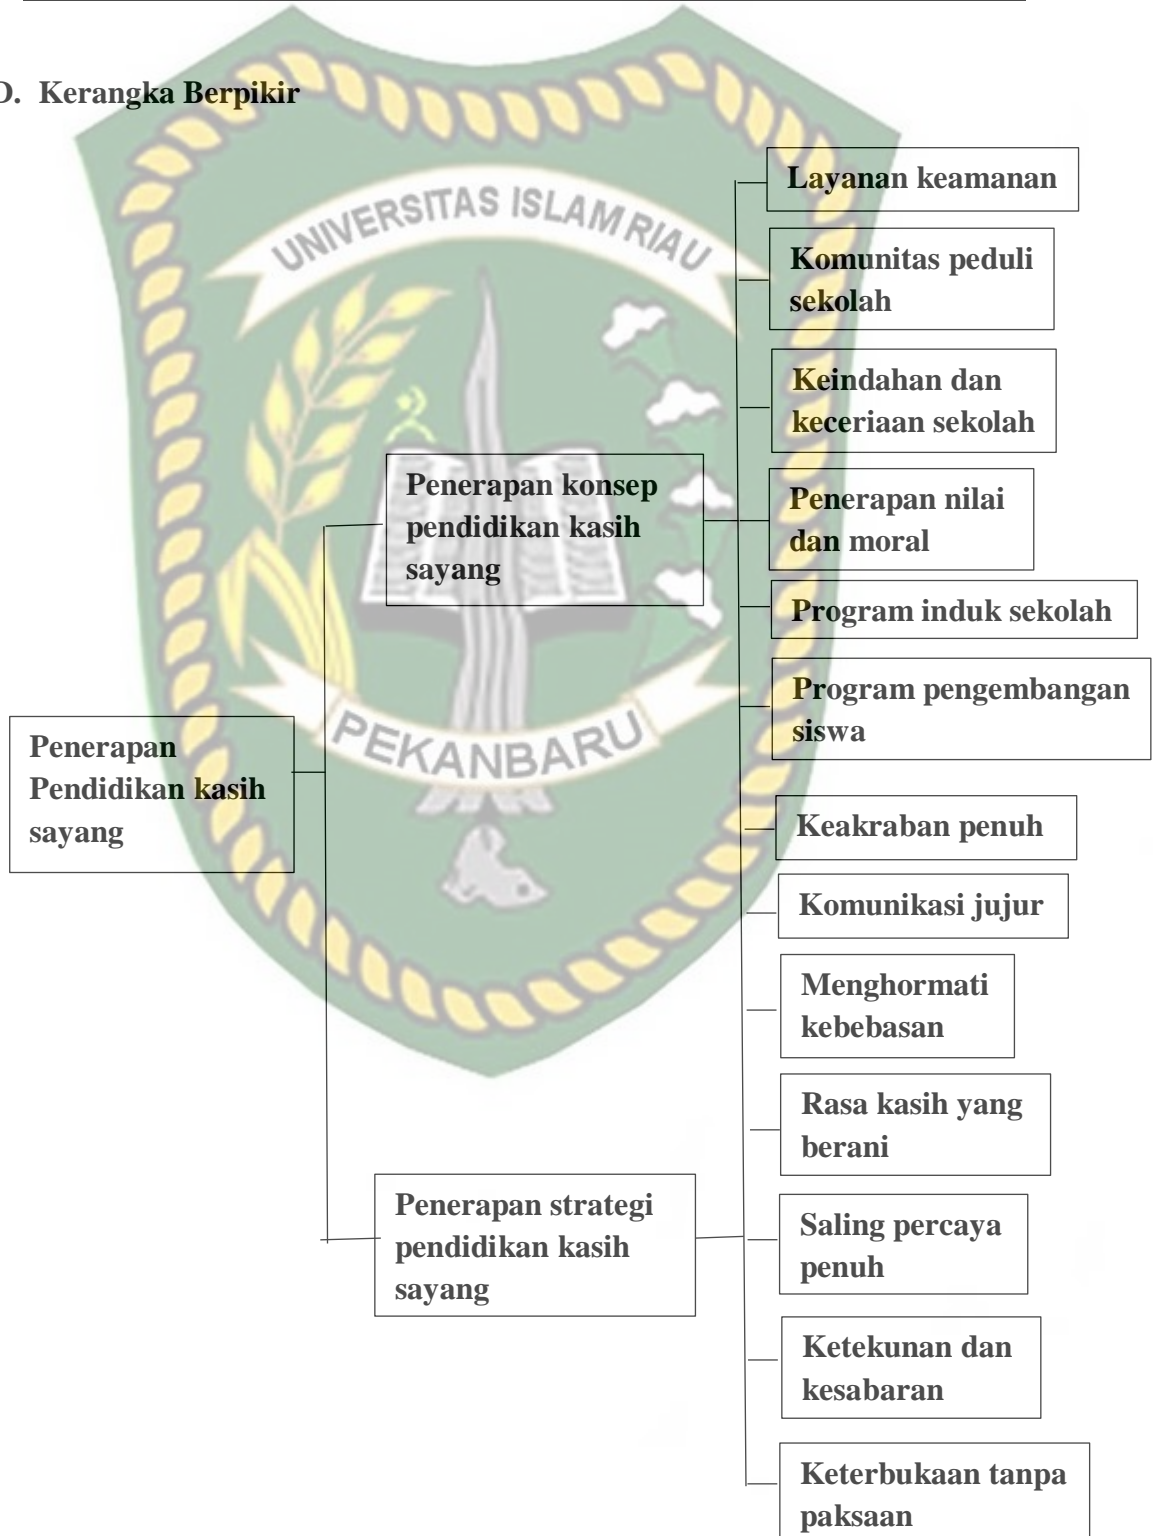 D. Kerangka Berpikir
UNIVERSITAS ISLAM RIAU
PEKANBARU
Penerapan
Pendidikan kasih
sayang
Penerapan konsep
pendidikan kasih
sayang
Layanan keamanan
Komunitas peduli
sekolah
Keindahan dan
keceriaan sekolah
Penerapan nilai
dan moral
Program induk sekolah
Program pengembangan
siswa
Penerapan strategi
pendidikan kasih
sayang
Keakraban penuh
Komunikasi jujur
Menghormati
kebebasan
Rasa kasih yang
berani
Saling percaya
penuh
Ketekunan dan
kesabaran
Keterbukaan tanpa
paksaan